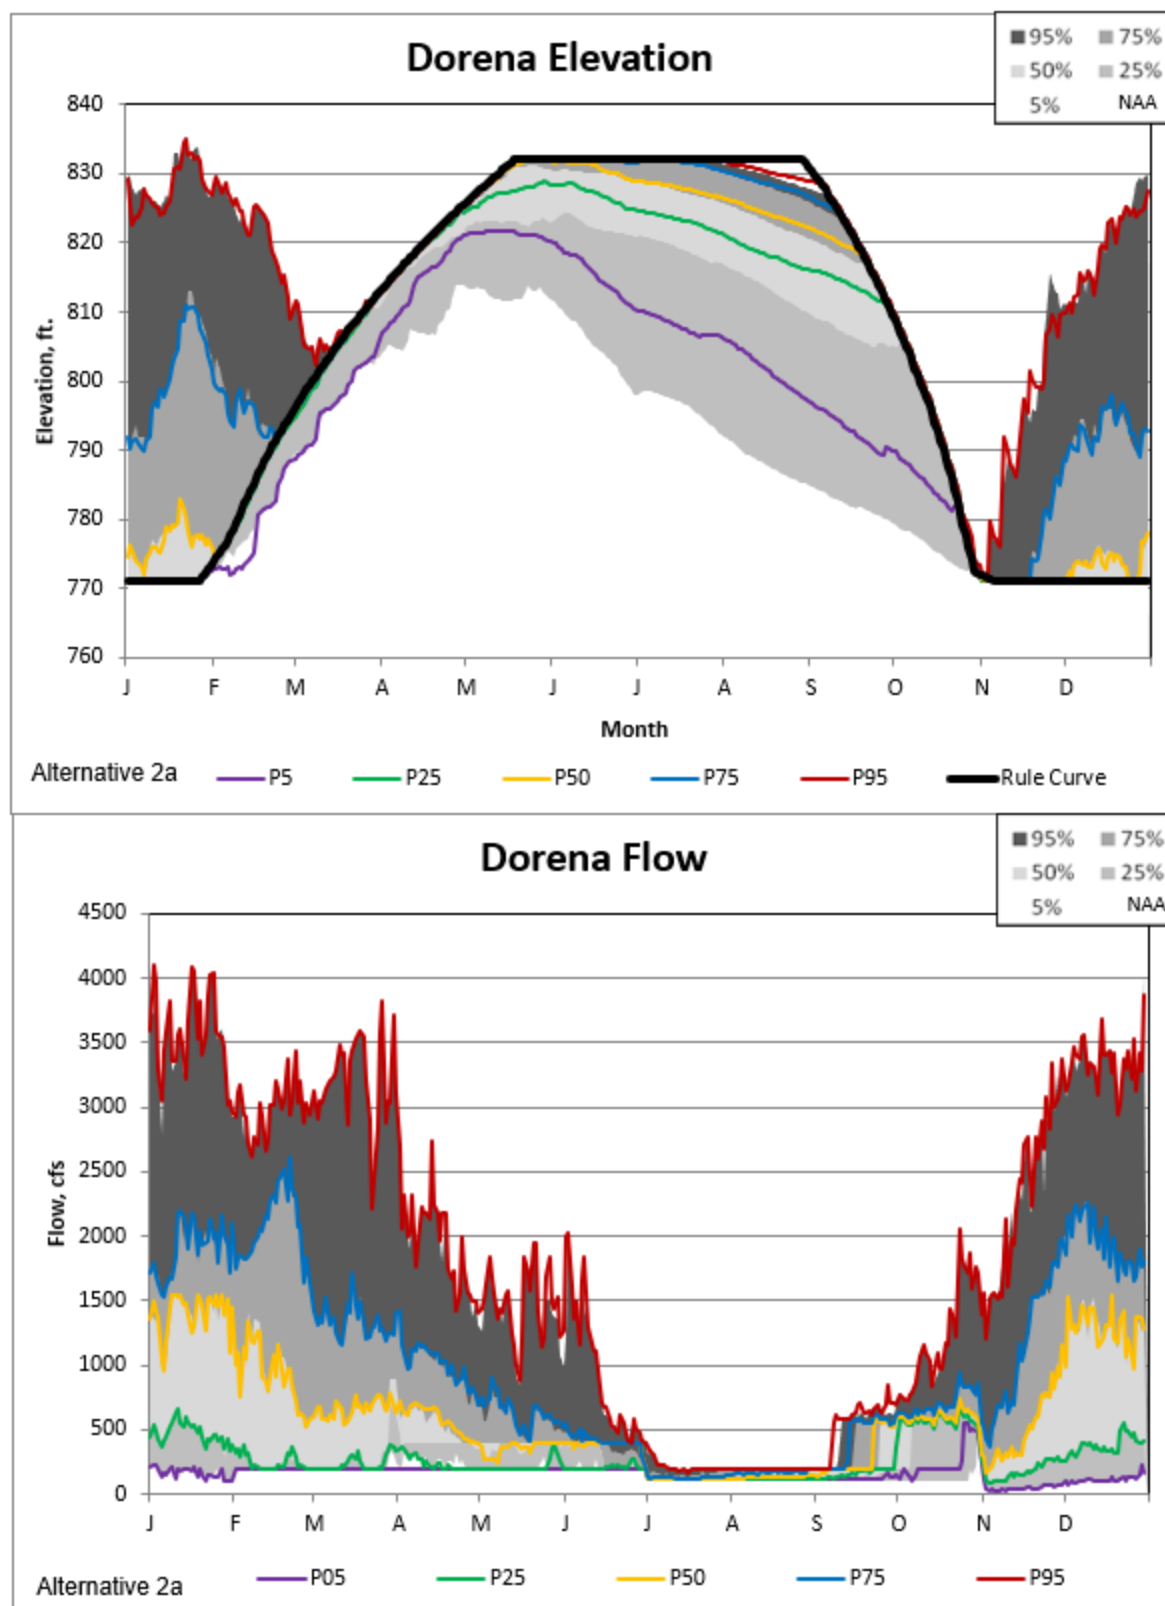 Dorena Elevation
95% 75%
50% 25%
5% NAA
840
830
820
810
800
790
780
770
760
Elevation, ft.
J F M A M J J A S O N D
Month
Alternative 2a P5 P25 P50 P75 P95 Rule Curve
Dorena Flow
95% 75%
50% 25%
5% NAA
4500
4000
3500
3000
2500
2000
1500
1000
500
0
Flow, cfs
J F M A M J J A S O N D
Alternative 2a P05 P25 P50 P75 P95